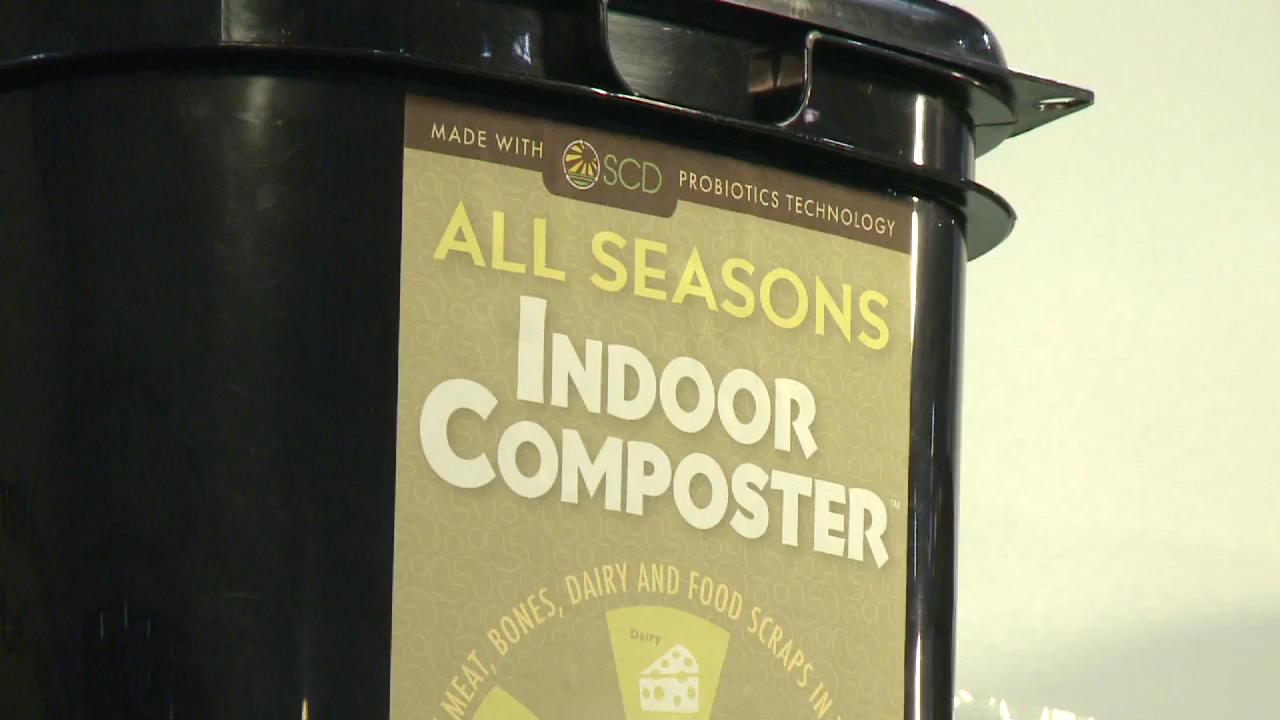 MADE WITH SCD PROBIOTICS TECHNOLOGY
ALL SEASONS
INDOOR
COMPOSTER™
MEAT, BONES, DAIRY AND FOOD SCRAPS IN
Dairy